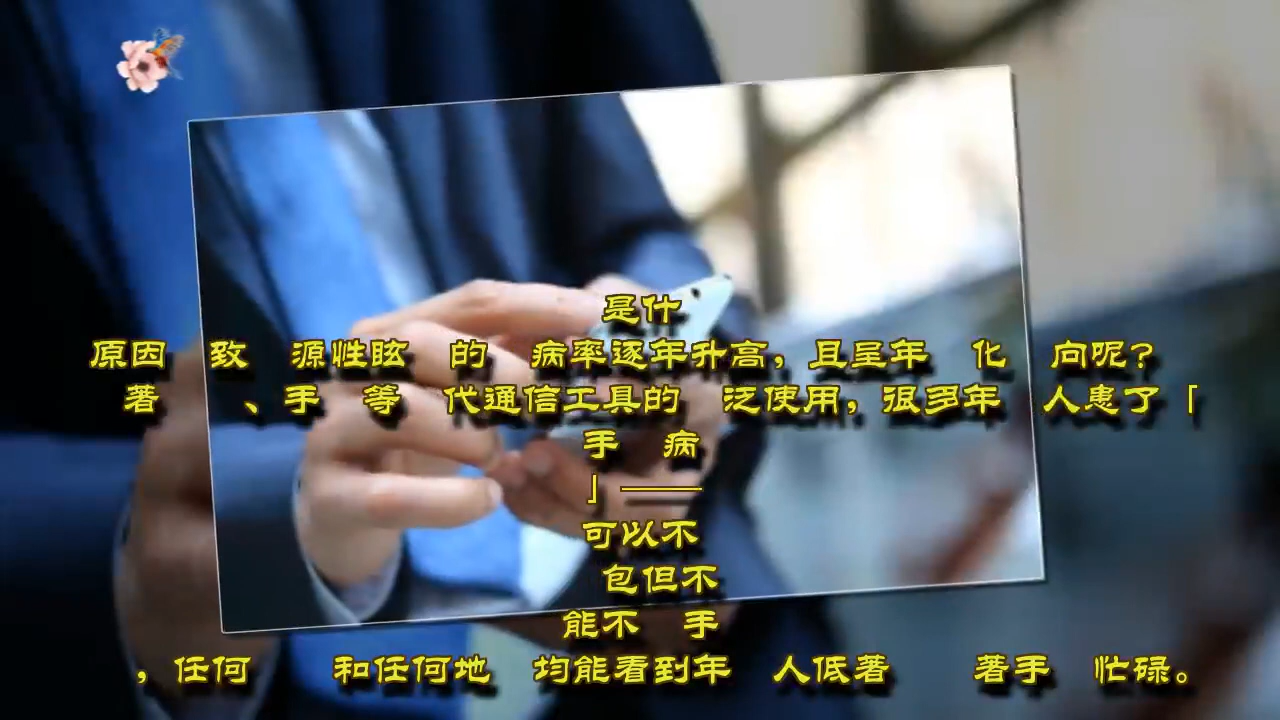 是什
原因 致 源性眩 的 病率逐年升高，且呈年 化 向呢？
著 、手 等 代通信工具的 泛使用，很多年 人患了「
手 病
」——
可以不
包但不
能不 手
，任何 和任何地 均能看到年 人低著 著手 忙碌。